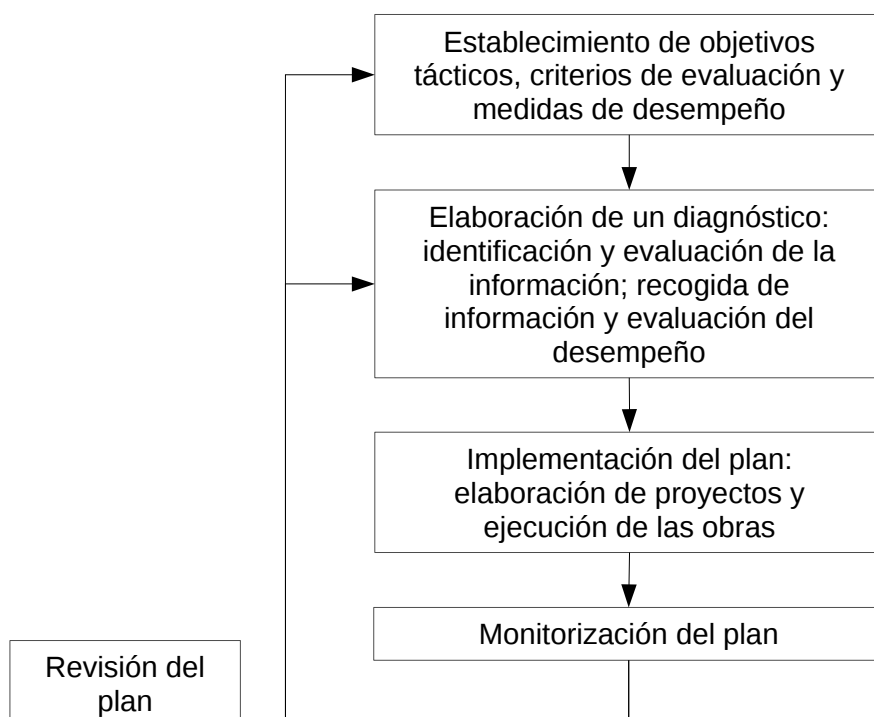 Establecimiento de objetivos
tácticos, criterios de evaluación y
medidas de desempeño
Elaboración de un diagnóstico:
identificación y evaluación de la
información; recogida de
información y evaluación del
desempeño
Implementación del plan:
elaboración de proyectos y
ejecución de las obras
Monitorización del plan
Revisión del
plan